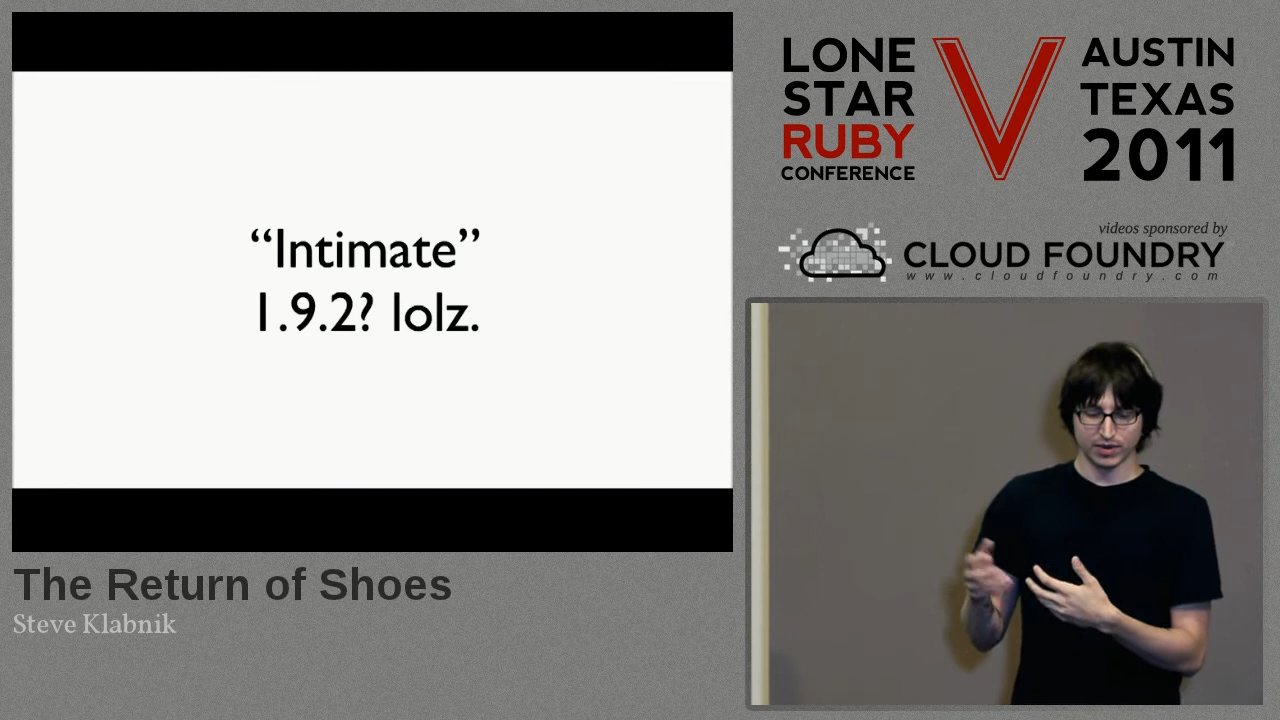 “Intimate”
1.9.2? lolz.
The Return of Shoes
Steve Klabnik
LONE
STAR
RUBY
CONFERENCE
V
AUSTIN
TEXAS
2011
videos sponsored by
CLOUD FOUNDRY
www.cloudfoundry.com